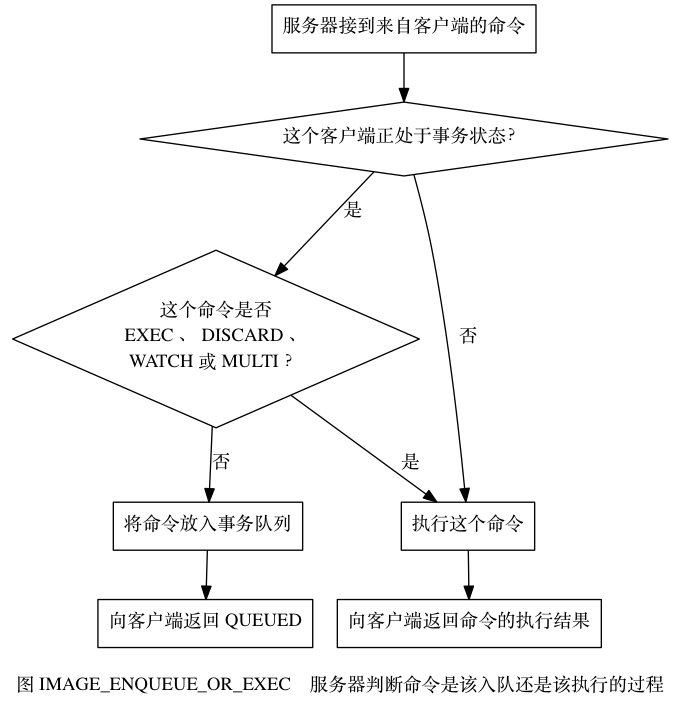 服务器接到来自客户端的命令
这个客户端正处于事务状态?
是
这个命令是否
EXEC 、 DISCARD 、
WATCH 或 MULTI ?
否
否
是
将命令放入事务队列
执行这个命令
向客户端返回 QUEUED
向客户端返回命令的执行结果
图 IMAGE_ENQUEUE_OR_EXEC 服务器判断命令是该入队还是该执行的过程